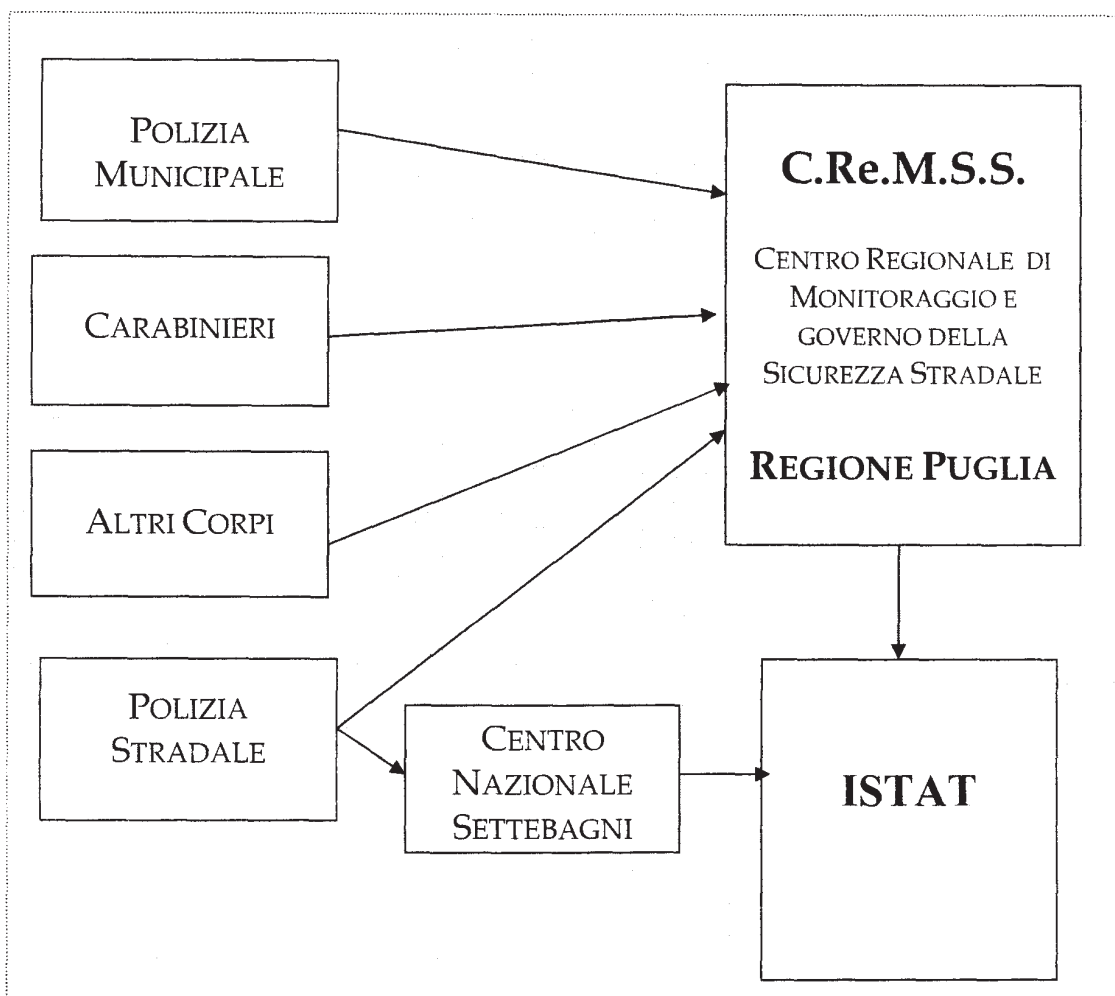 POLIZIA
MUNICIPALE
C.Re.M.S.S.
CENTRO REGIONALE DI
MONITORAGGIO E
GOVERNO DELLA
SICUREZZA STRADALE
REGIONE PUGLIA
CARABINIERI
ALTRI CORPI
POLIZIA
STRADALE
CENTRO
NAZIONALE
SETTEBAGNI
ISTAT